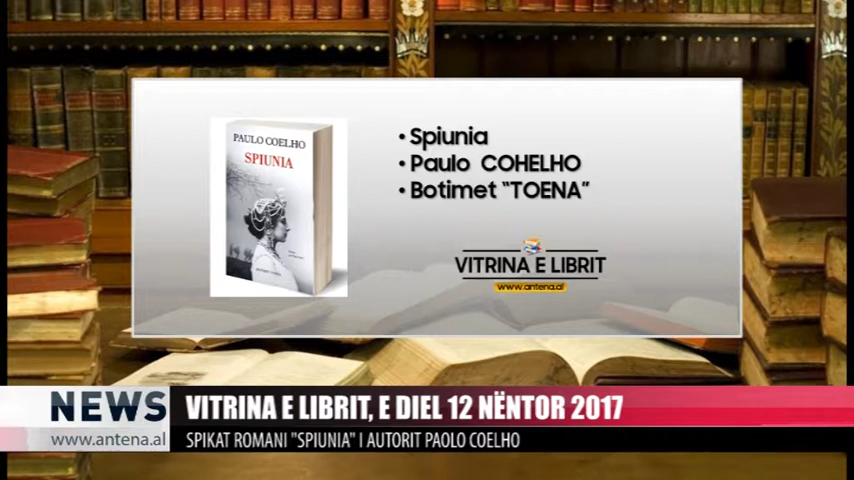 PAULO COELHO
SPIUNIA
• Spiunia
• Paulo COHELHO
• Botimet "TOENA"
VITRINA E LIBRIT
www.antena.al
NEWS
www.antena.al
VITRINA E LIBRIT, E DIEL 12 NËNTOR 2017
SPIKAT ROMANI "SPIUNIA" I AUTORIT PAOLO COELHO